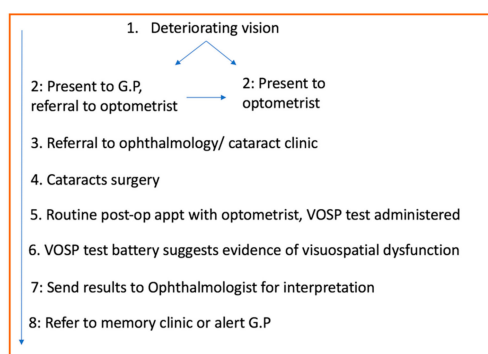 1. Deteriorating vision
2: Present to G.P,
referral to optometrist
2: Present to
optometrist
3. Referral to ophthalmology/ cataract clinic
4. Cataracts surgery
5. Routine post-op appt with optometrist, VOSP test administered
6. VOSP test battery suggests evidence of visuospatial dysfunction
7: Send results to Ophthalmologist for interpretation
8: Refer to memory clinic or alert G.P